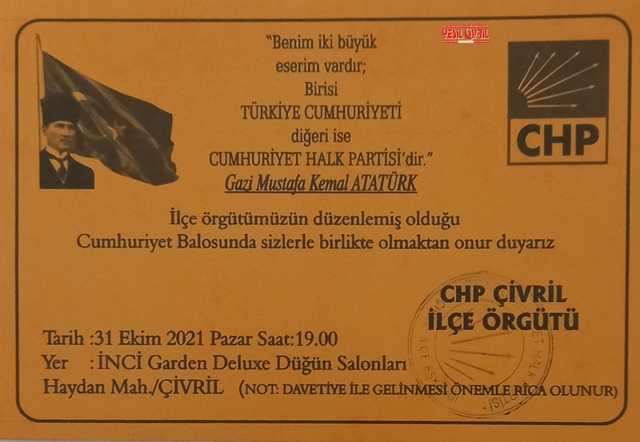 YEŞİL ÇİVRİL
"Benim iki büyük
eserim vardır;
Birisi
TÜRKİYE CUMHURİYETİ
diğeri ise
CUMHURİYET HALK PARTİSİ'dir."
Gazi Mustafa Kemal ATATÜRK
CHP
İlçe örgütümüzün düzenlemiş olduğu
Cumhuriyet Balosunda sizlerle birlikte olmaktan onur duyarız
CHP ÇİVRİL
İLÇE ÖRGÜTÜ
Tarih :31 Ekim 2021 Pazar Saat:19.00
Yer : İNCİ Garden Deluxe Düğün Salonları
Haydan Mah./ÇİVRİL (NOT: DAVETİYE İLE GELİNMESİ ÖNEMLE RİCA OLUNUR)